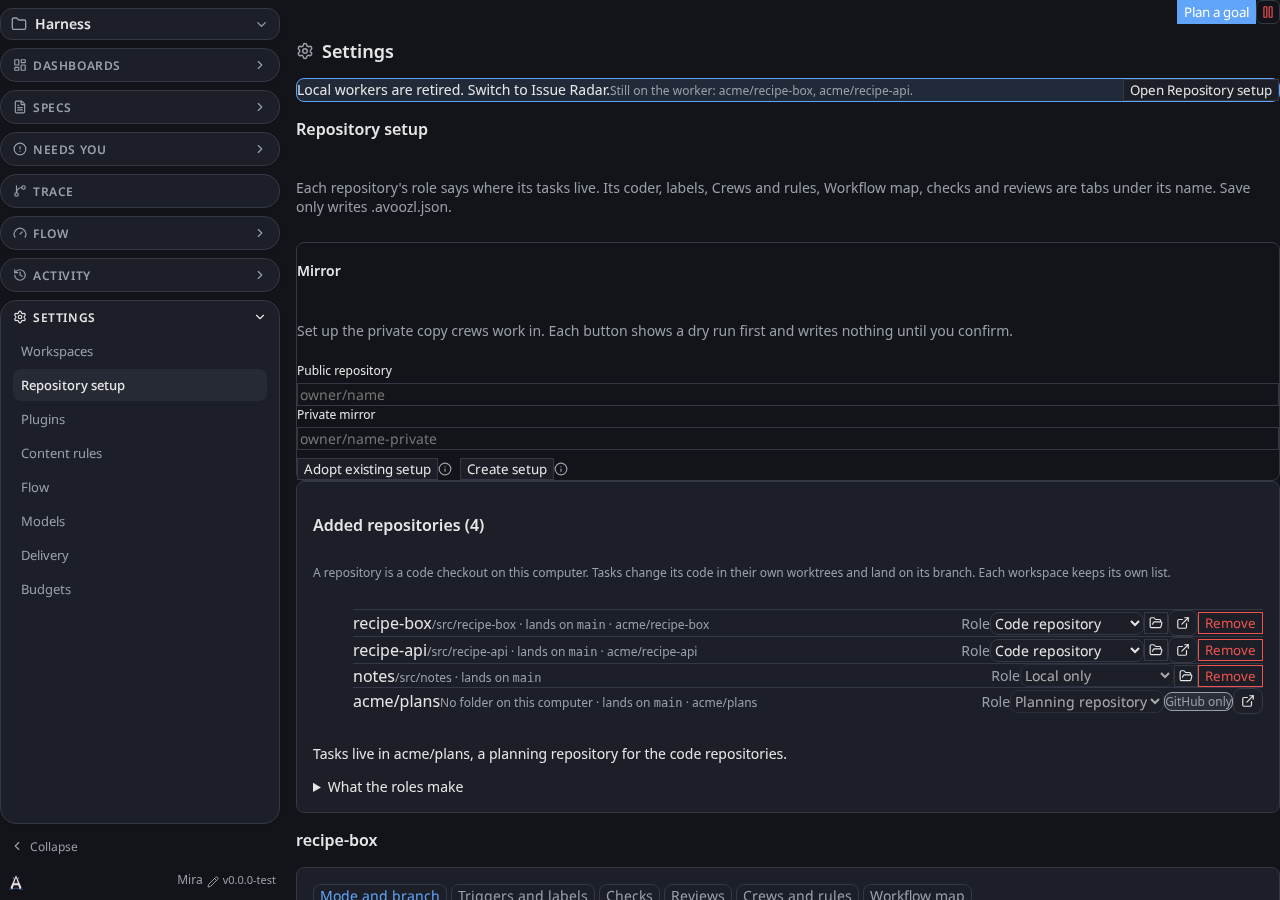 Harness
Plan a goal
DASHBOARDS
SPECS
NEEDS YOU
TRACE
FLOW
ACTIVITY
SETTINGS
Workspaces
Repository setup
Plugins
Content rules
Flow
Models
Delivery
Budgets
Collapse
Mira v0.0.0-test
Settings
Local workers are retired. Switch to Issue Radar.Still on the worker: acme/recipe-box, acme/recipe-api. Open Repository setup
Repository setup
Each repository's role says where its tasks live. Its coder, labels, Crews and rules, Workflow map, checks and reviews are tabs under its name. Save
only writes .avoozl.json.
Mirror
Set up the private copy crews work in. Each button shows a dry run first and writes nothing until you confirm.
Public repository
owner/name
Private mirror
owner/name-private
Adopt existing setup Create setup
Added repositories (4)
A repository is a code checkout on this computer. Tasks change its code in their own worktrees and land on its branch. Each workspace keeps its own list.
recipe-box/src/recipe-box · lands on main · acme/recipe-box Role Code repository Remove
recipe-api/src/recipe-api · lands on main · acme/recipe-api Role Code repository Remove
notes/src/notes · lands on main Role Local only Remove
acme/plansNo folder on this computer · lands on main · acme/plans Role Planning repository GitHub only
Tasks live in acme/plans, a planning repository for the code repositories.
What the roles make
recipe-box
Mode and branch Triggers and labels Checks Reviews Crews and rules Workflow map